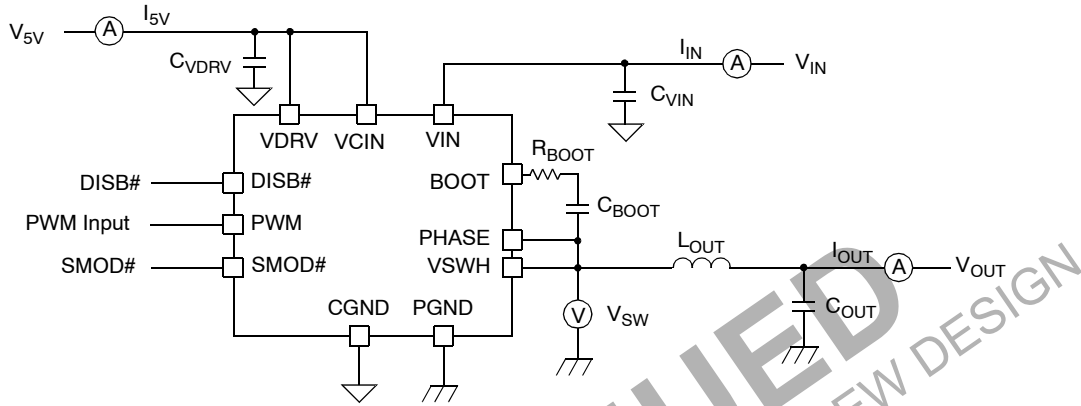 V5V
A
I5V
CVDRV
IIN
A
VIN
CVIN
VDRV
VCIN
VIN
RBOOT
BOOT
CBOOT
DISB#
DISB#
PWM Input
PWM
PHASE
SMOD#
SMOD#
VSWH
LOUT
IOUT
A
VOUT
CGND
PGND
V
VSW
COUT
EW DESIGN